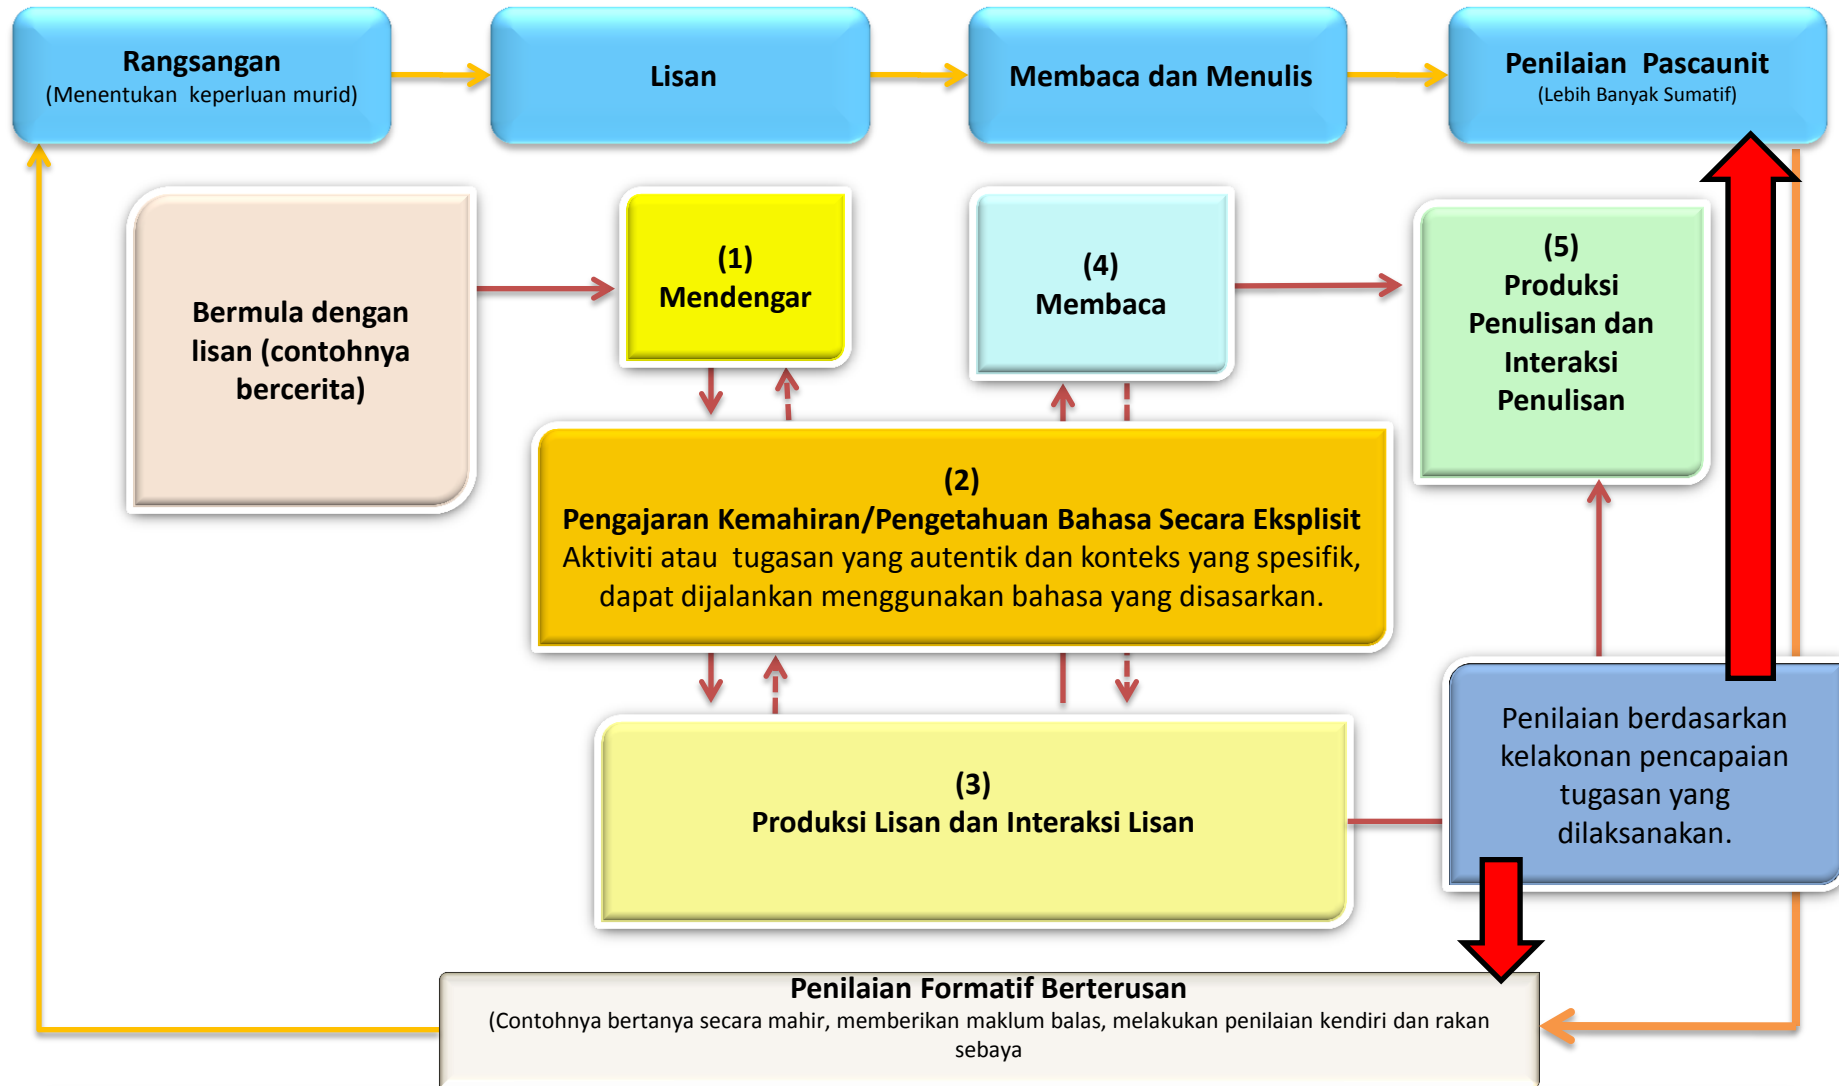 Rangsangan
(Menentukan keperluan murid)
Lisan
Membaca dan Menulis
Penilaian Pascaunit
(Lebih Banyak Sumatif)
Bermula dengan
lisan (contohnya
bercerita)
(1)
Mendengar
(4)
Membaca
(5)
Produksi
Penulisan dan
Interaksi
Penulisan
(2)
Pengajaran Kemahiran/Pengetahuan Bahasa Secara Eksplisit
Aktiviti atau tugasan yang autentik dan konteks yang spesifik,
dapat dijalankan menggunakan bahasa yang disasarkan.
(3)
Produksi Lisan dan Interaksi Lisan
Penilaian berdasarkan
kelakonan pencapaian
tugasan yang
dilaksanakan.
Penilaian Formatif Berterusan
(Contohnya bertanya secara mahir, memberikan maklum balas, melakukan penilaian kendiri dan rakan
sebaya